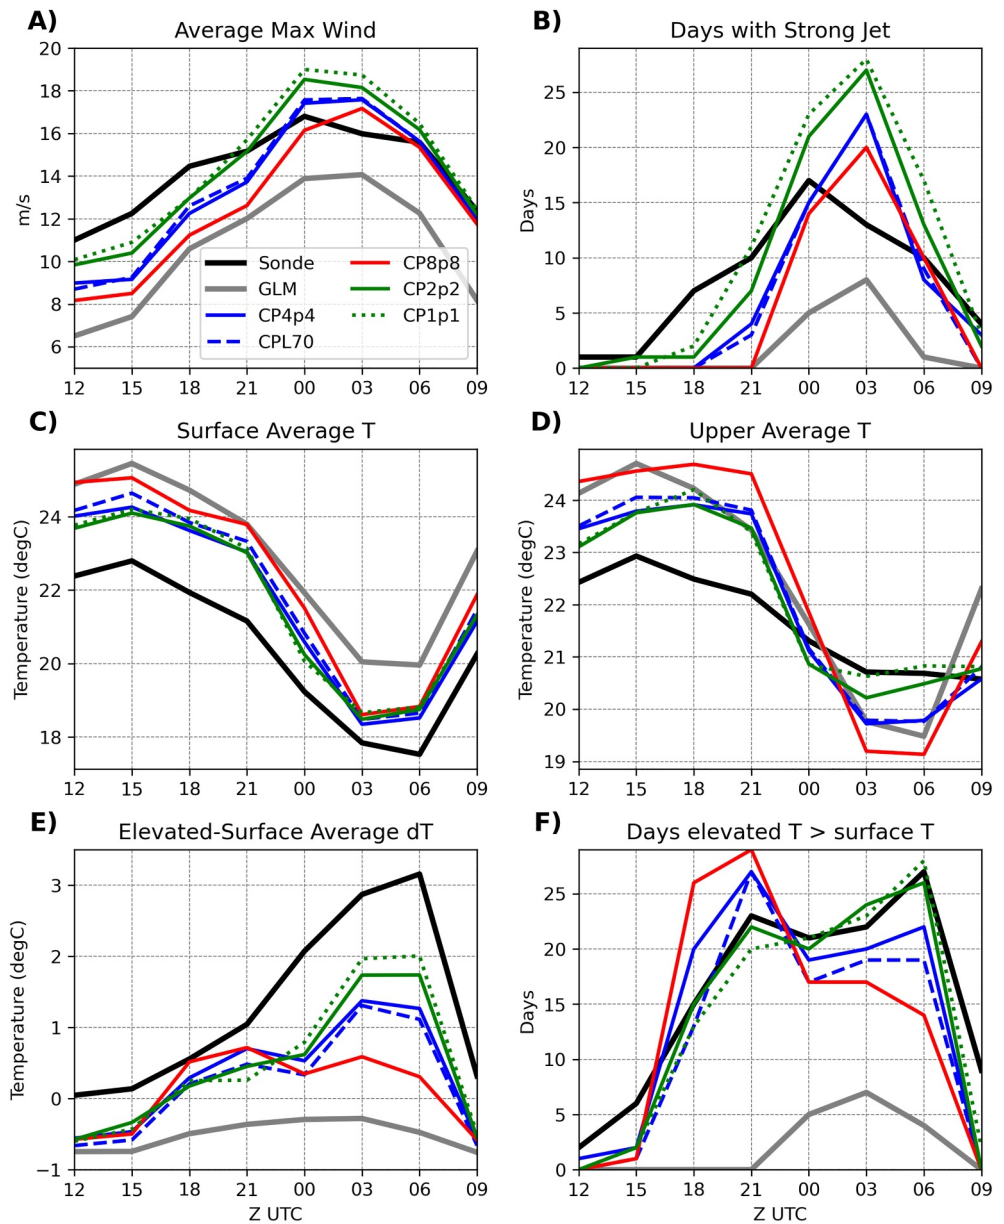 A)
Average Max Wind
20
18
16
14
12
10
8
6
m/s
12 15 18 21 00 03 06 09
Sonde
GLM
CP4p4
CPL70
CP8p8
CP2p2
CP1p1
B)
Days with Strong Jet
25
20
15
10
5
0
Days
12 15 18 21 00 03 06 09
C)
Surface Average T
24
22
20
18
Temperature (degC)
12 15 18 21 00 03 06 09
D)
Upper Average T
24
23
22
21
20
19
Temperature (degC)
12 15 18 21 00 03 06 09
E)
Elevated-Surface Average dT
3
2
1
0
−1
Temperature (degC)
12 15 18 21 00 03 06 09
Z UTC
F)
Days elevated T > surface T
25
20
15
10
5
0
Days
12 15 18 21 00 03 06 09
Z UTC